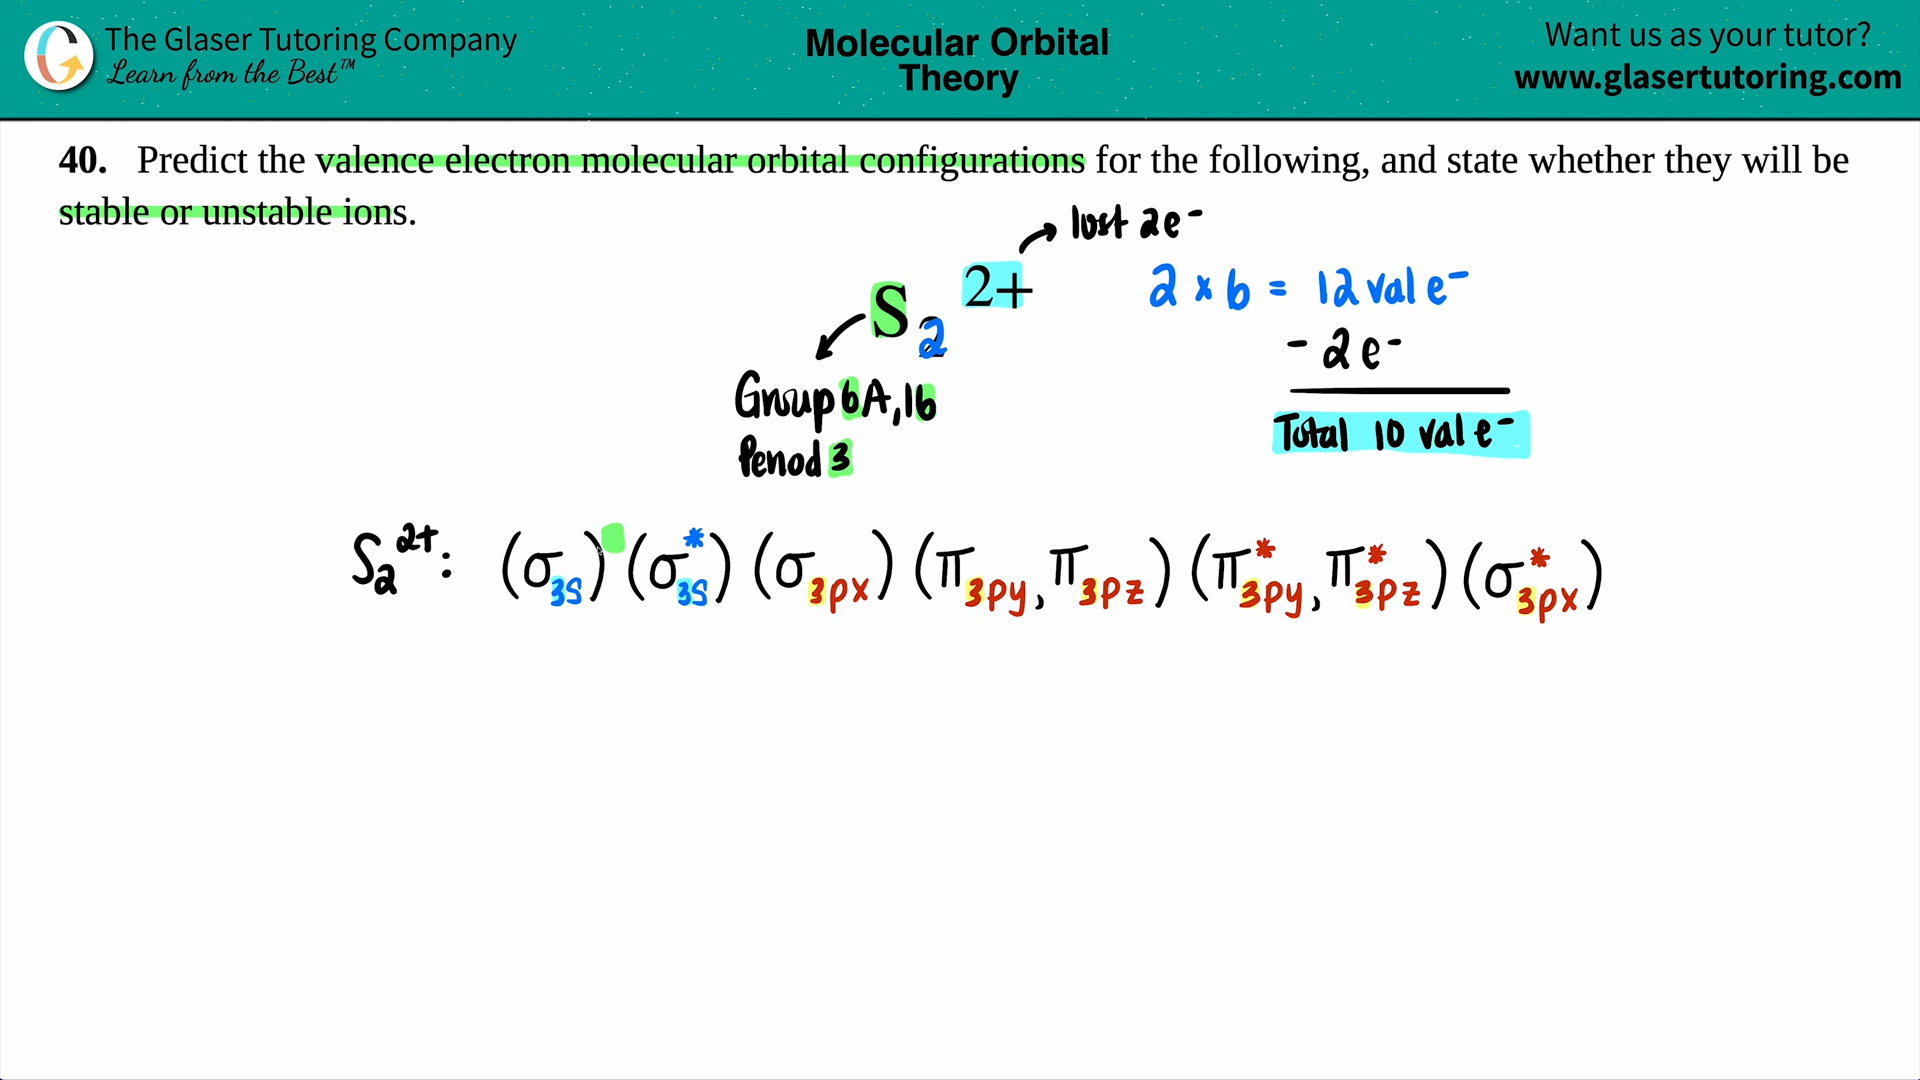 The Glaser Tutoring Company
Learn from the Best™
Molecular Orbital
Theory
Want us as your tutor?
www.glasertutoring.com
40. Predict the valence electron molecular orbital configurations for the following, and state whether they will be
stable or unstable ions.
lost 2e⁻
S₂ 2+
2 × 6 = 12 val e⁻
- 2e⁻
Group 6A, 16
Total 10 val e⁻
Period 3
S₂²⁺: (σ3s) (σ*3s) (σ3px) (π3py, π3pz) (π*3py, π*3pz) (σ*3px)